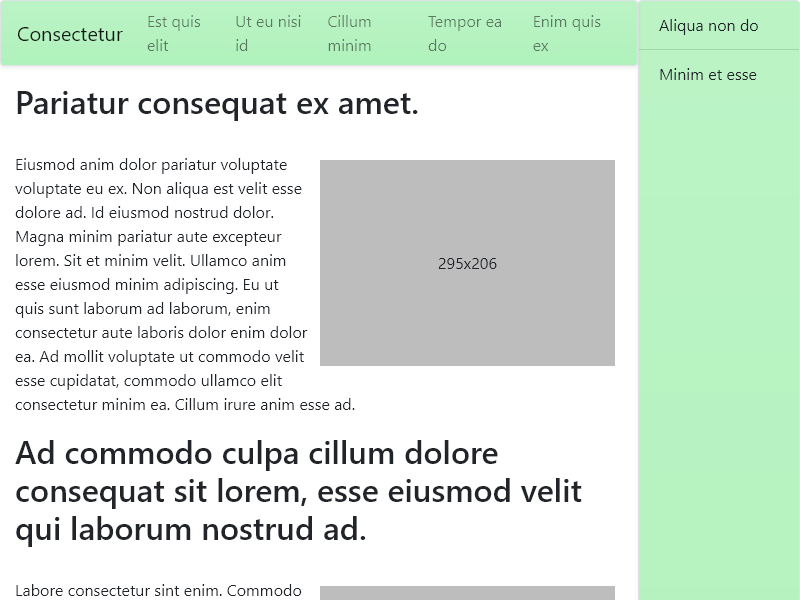 Consectetur
Est quis
elit
Ut eu nisi
id
Cillum
minim
Tempor ea
do
Enim quis
ex
Aliqua non do
Minim et esse
Pariatur consequat ex amet.
Eiusmod anim dolor pariatur voluptate
voluptate eu ex. Non aliqua est velit esse
dolore ad. Id eiusmod nostrud dolor.
Magna minim pariatur aute excepteur
lorem. Sit et minim velit. Ullamco anim
esse eiusmod minim adipiscing. Eu ut
quis sunt laborum ad laborum, enim
consectetur aute laboris dolor enim dolor
ea. Ad mollit voluptate ut commodo velit
esse cupidatat, commodo ullamco elit
consectetur minim ea. Cillum irure anim esse ad.
295x206
Ad commodo culpa cillum dolore
consequat sit lorem, esse eiusmod velit
qui laborum nostrud ad.
Labore consectetur sint enim. Commodo